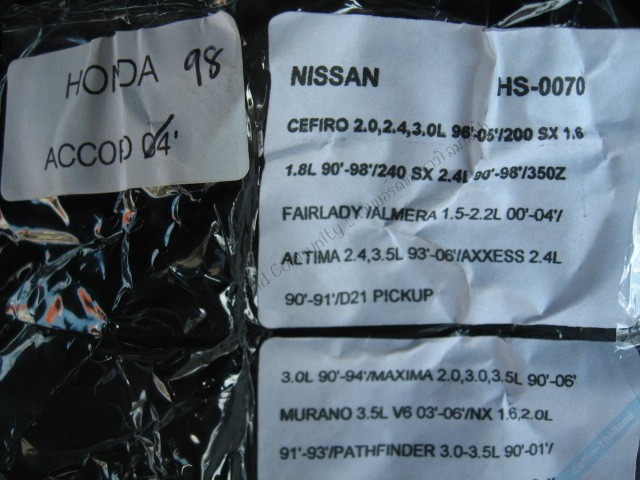 HONDA 98
ACCORD 04'
NISSAN HS-0070
CEFIRO 2.0,2.4,3.0L 96'-05'/200 SX 1.6
1.8L 90'-98'/240 SX 2.4L 90'-98'/350Z
FAIRLADY/ALMERA 1.5-2.2L 00'-04'/
ALTIMA 2.4,3.5L 93'-06'/AXXESS 2.4L
90'-91'/D21 PICKUP
3.0L 90'-94'/MAXIMA 2.0,3.0,3.5L 90'-06'
MURANO 3.5L V6 03'-06'/NX 1.6,2.0L
91'-93'/PATHFINDER 3.0-3.5L 90'-01'/
Community